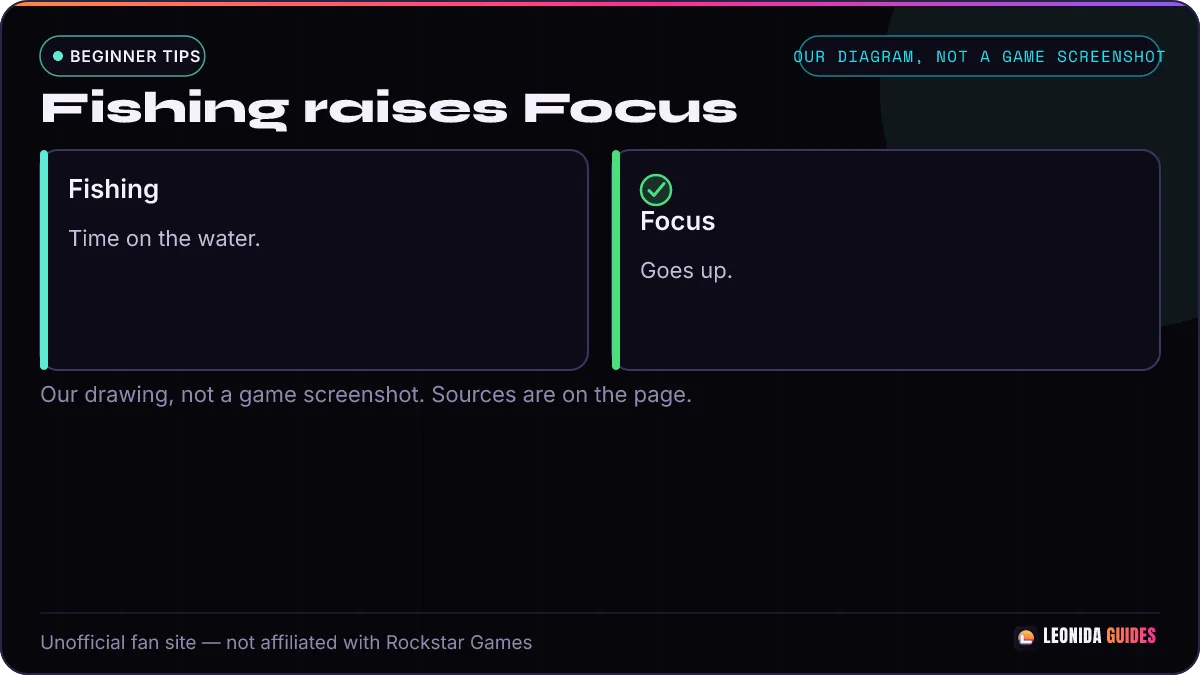 BEGINNER TIPS
OUR DIAGRAM, NOT A GAME SCREENSHOT
Fishing raises Focus
Fishing
Time on the water.
Focus
Goes up.
Our drawing, not a game screenshot. Sources are on the page.
Unofficial fan site — not affiliated with Rockstar Games
LEONIDA GUIDES